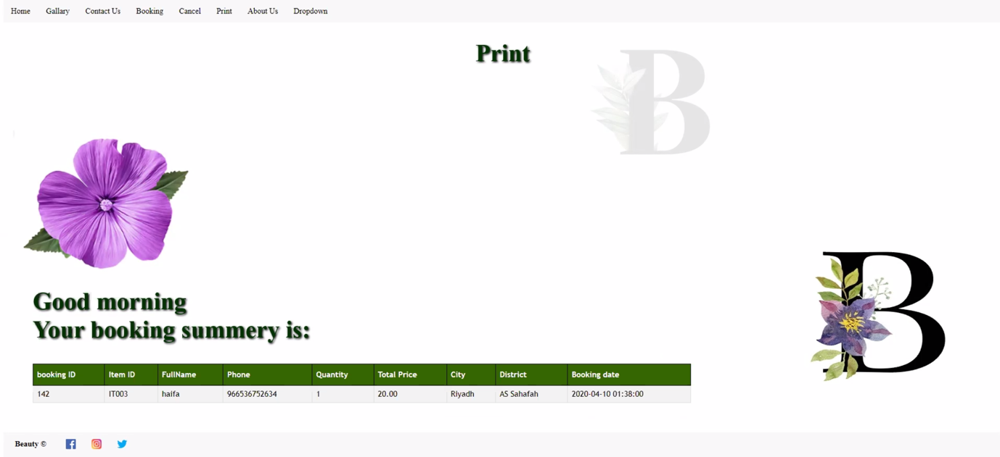 Home Gallary Contact Us Booking Cancel Print About Us Dropdown
Print
B
Good morning
Your booking summery is:
B
booking ID Item ID FullName Phone Quantity Total Price City District Booking date
142 IT003 haifa 966536752634 1 20.00 Riyadh AS Sahafah 2020-04-10 01:38:00
Beauty ©